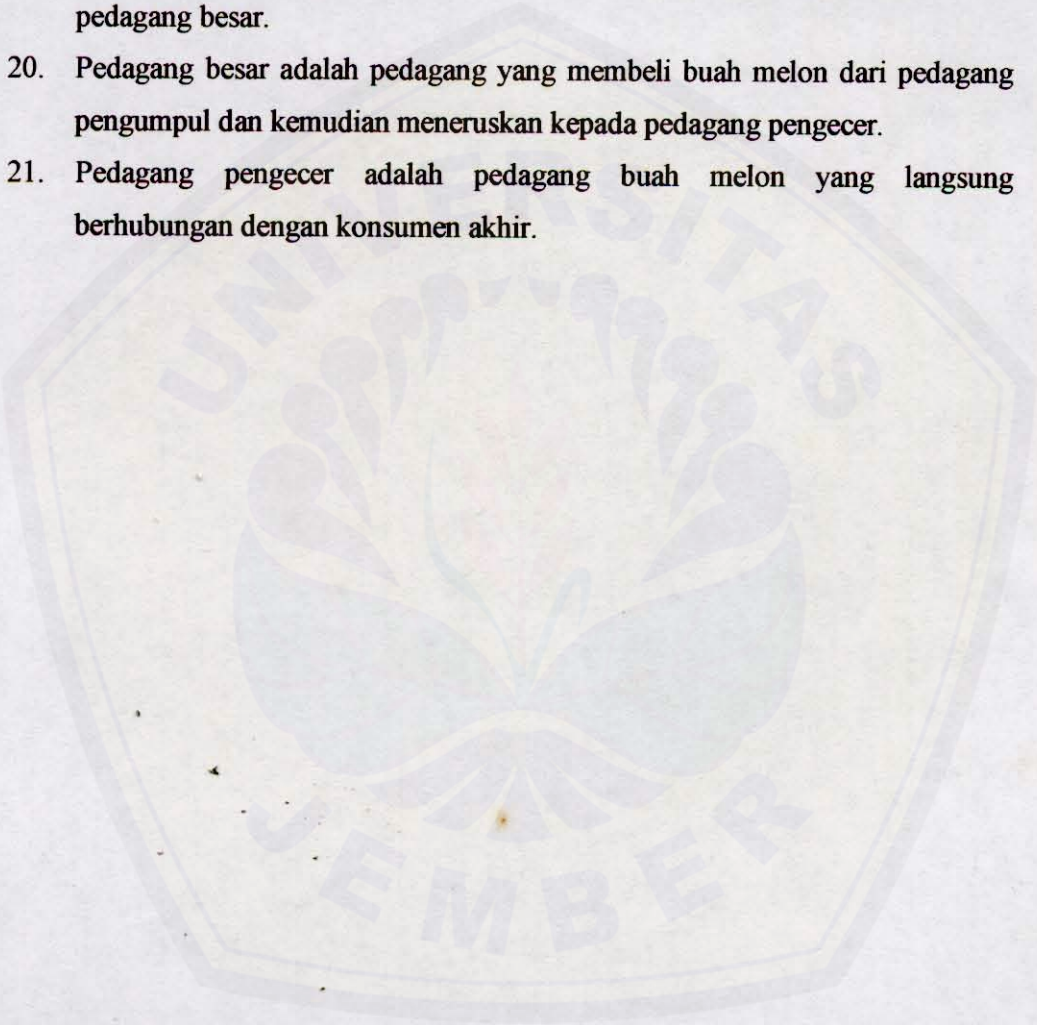 pedagang besar.
20. Pedagang besar adalah pedagang yang membeli buah melon dari pedagang
pengumpul dan kemudian meneruskan kepada pedagang pengecer.
21. Pedagang pengecer adalah pedagang buah melon yang langsung
berhubungan dengan konsumen akhir.
UNIVERSITAS
JEMBER